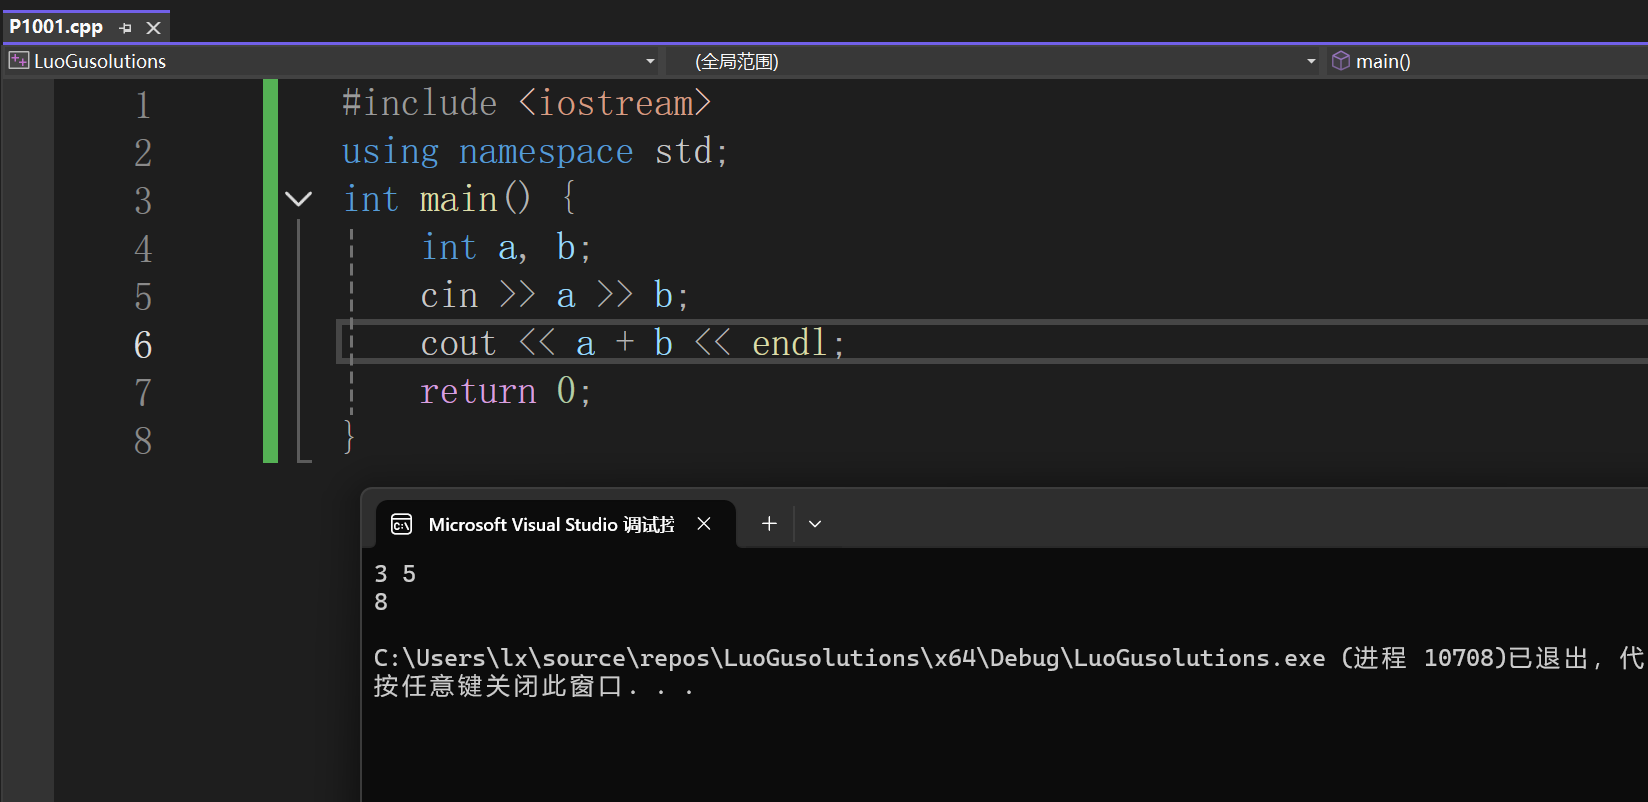 P1001.cpp
LuoGusolutions (全局范围) main()
1 #include <iostream>
2 using namespace std;
3 int main() {
4 int a, b;
5 cin >> a >> b;
6 cout << a + b << endl;
7 return 0;
8 }
Microsoft Visual Studio 调试控
3 5
8
C:\Users\lx\source\repos\LuoGusolutions\x64\Debug\LuoGusolutions.exe (进程 10708)已退出，代
按任意键关闭此窗口. . .